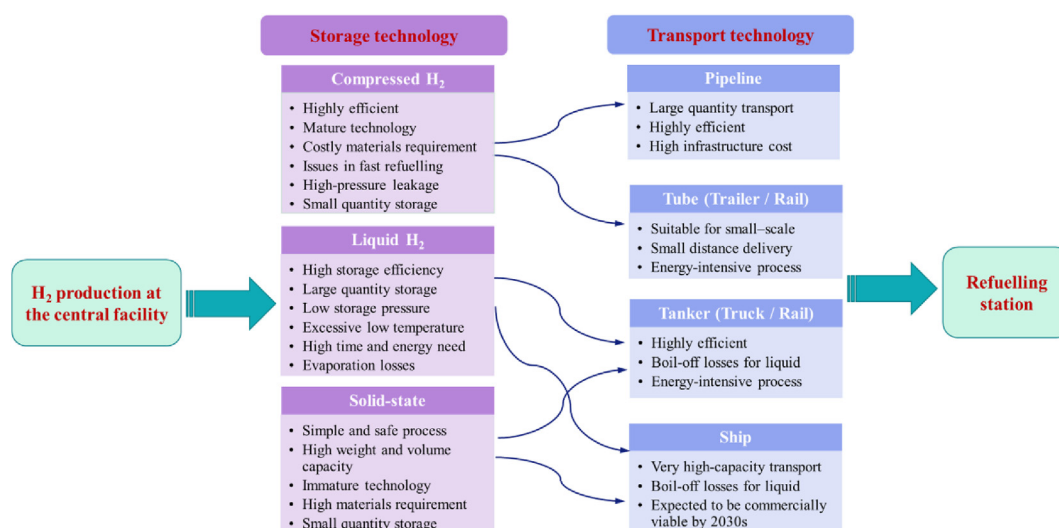 Storage technology
Transport technology
Compressed H₂
• Highly efficient
• Mature technology
• Costly materials requirement
• Issues in fast refuelling
• High-pressure leakage
• Small quantity storage
Liquid H₂
• High storage efficiency
• Large quantity storage
• Low storage pressure
• Excessive low temperature
• High time and energy need
• Evaporation losses
Solid-state
• Simple and safe process
• High weight and volume
capacity
• Immature technology
• High materials requirement
• Small quantity storage
Pipeline
• Large quantity transport
• Highly efficient
• High infrastructure cost
Tube (Trailer / Rail)
• Suitable for small–scale
• Small distance delivery
• Energy-intensive process
Tanker (Truck / Rail)
• Highly efficient
• Boil-off losses for liquid
• Energy-intensive process
Ship
• Very high-capacity transport
• Boil-off losses for liquid
• Expected to be commercially
viable by 2030s
H₂ production at
the central facility
Refuelling
station